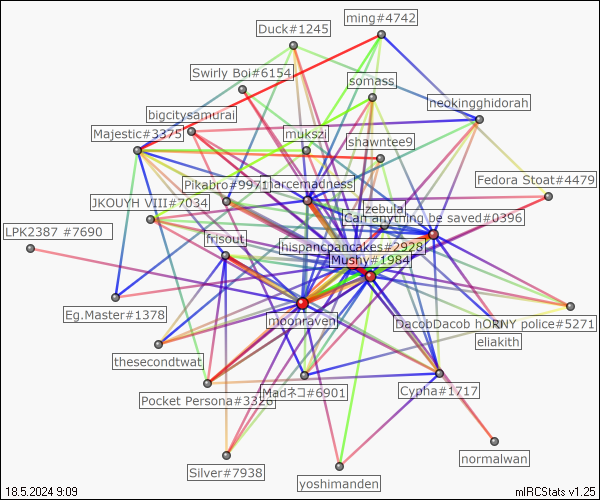 ming#4742
Duck#1245
Swirly Boi#6154
somass
neokingghidorah
bigcitysamurai
Majestic#3375
mukszi
shawntee9
Pikabro#9971
arcemadness
Fedora Stoat#4479
JKOUYH VIII#7034
zebula
Can anything be saved#0396
LPK2387 #7690
frisout
hispancpancakes#2928
Mushy#1984
Eg.Master#1378
moonraven
DacobDacob hORNY police#5271
eliakith
thesecondtwat
Pocket Persona#3328
Madネコ#6901
Cypha#1717
normalwan
Silver#7938
yoshimanden
18.5.2024 9:09
mIRCStats v1.25